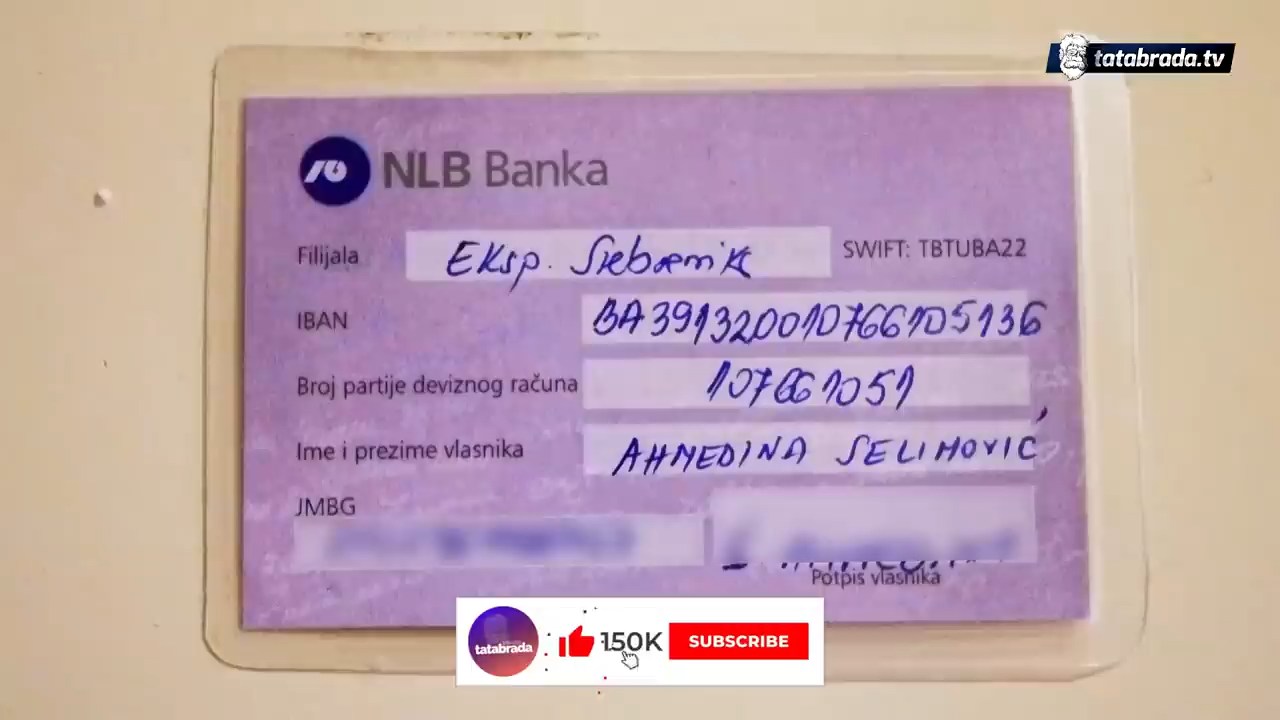 tatabrada.tv
NLB Banka
Filijala Eksp. Srebrenik SWIFT: TBTUBA22
IBAN BA391320010766105136
Broj partije deviznog računa 107661051
Ime i prezime vlasnika AHMEDINA SELIMOVIĆ
JMBG
Potpis vlasnika
tatabrada 150K SUBSCRIBE